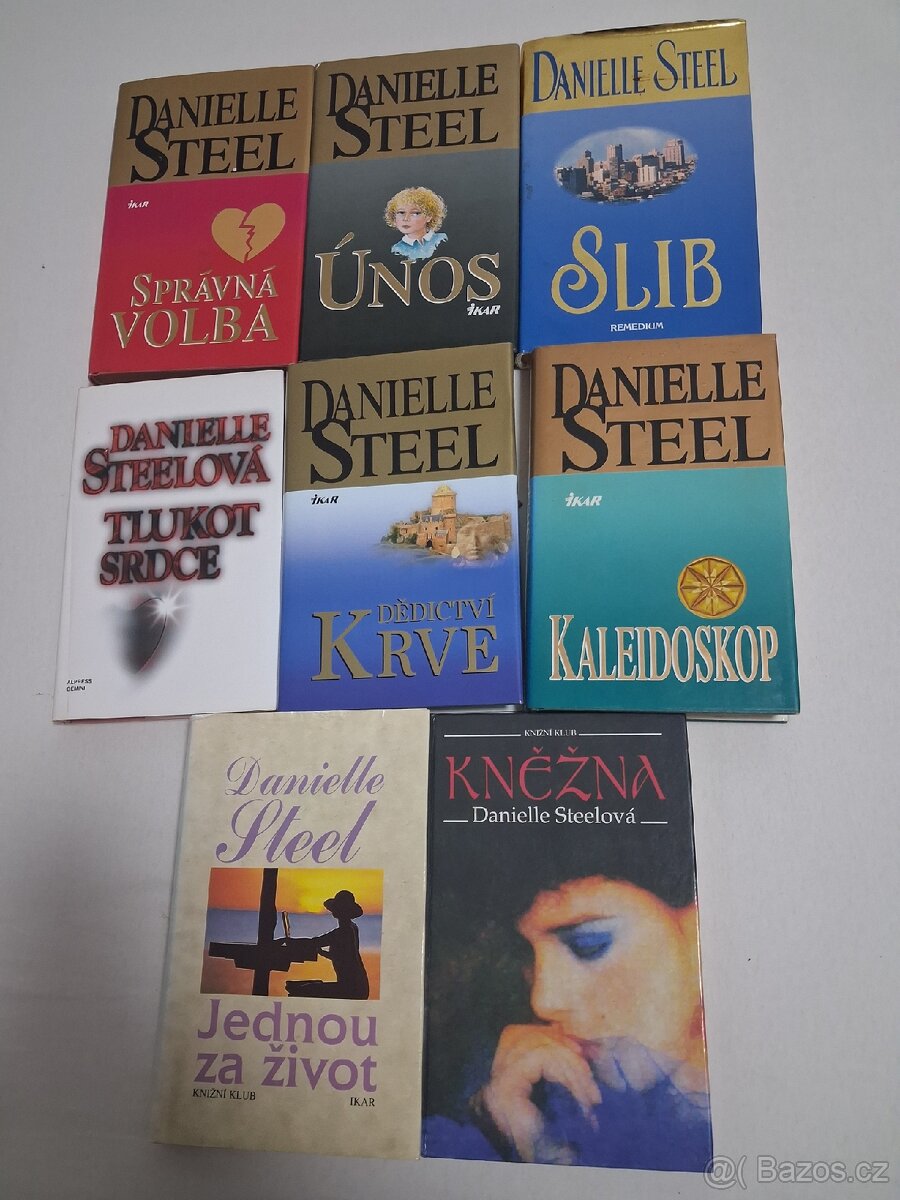 DANIELLE
STEEL
IKAR
SPRÁVNÁ
VOLBA
DANIELLE
STEEL
ÚNOS
IKAR
DANIELLE STEEL
SLIB
REMEDIUM
DANIELLE
STEELOVÁ
TLUKOT
SRDCE
ALPRESS
GEMINI
DANIELLE
STEEL
IKAR
DĚDICTVÍ
KRVE
DANIELLE
STEEL
IKAR
KALEIDOSKOP
Danielle
Steel
Jednou
za život
KNIŽNÍ KLUB IKAR
KNIŽNÍ KLUB
KNĚŽNA
Danielle Steelová
@( Bazos.cz